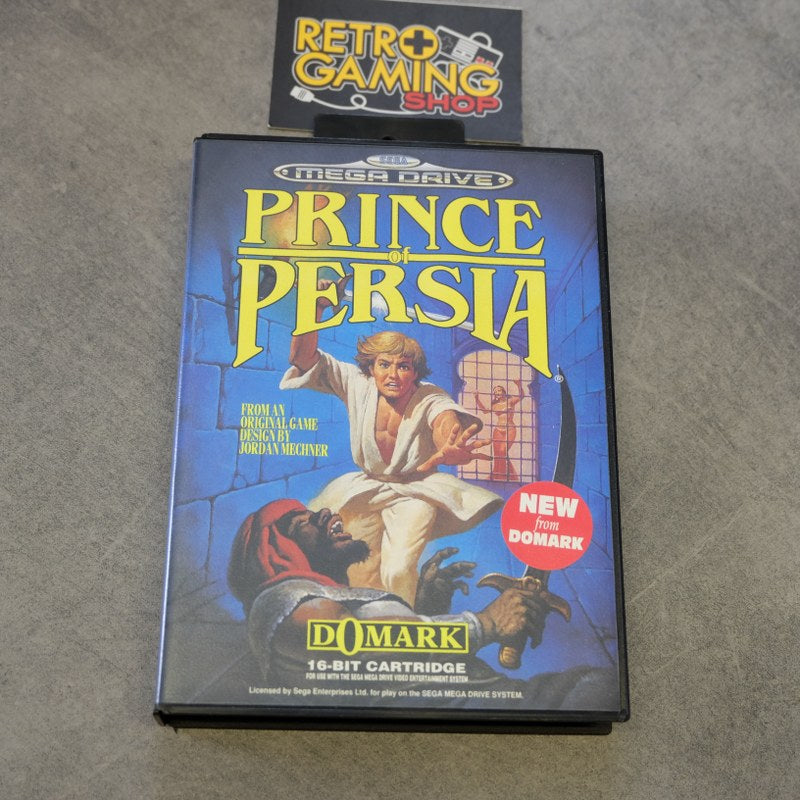 RETRO
GAMING
SHOP
SEGA
MEGA DRIVE
PRINCE
of
PERSIA
®
FROM AN
ORIGINAL GAME
DESIGN BY
JORDAN MECHNER
NEW
from
DOMARK
DOMARK
16-BIT CARTRIDGE
FOR USE WITH THE SEGA MEGA DRIVE VIDEO ENTERTAINMENT SYSTEM
Licensed by Sega Enterprises Ltd. for play on the SEGA MEGA DRIVE SYSTEM.